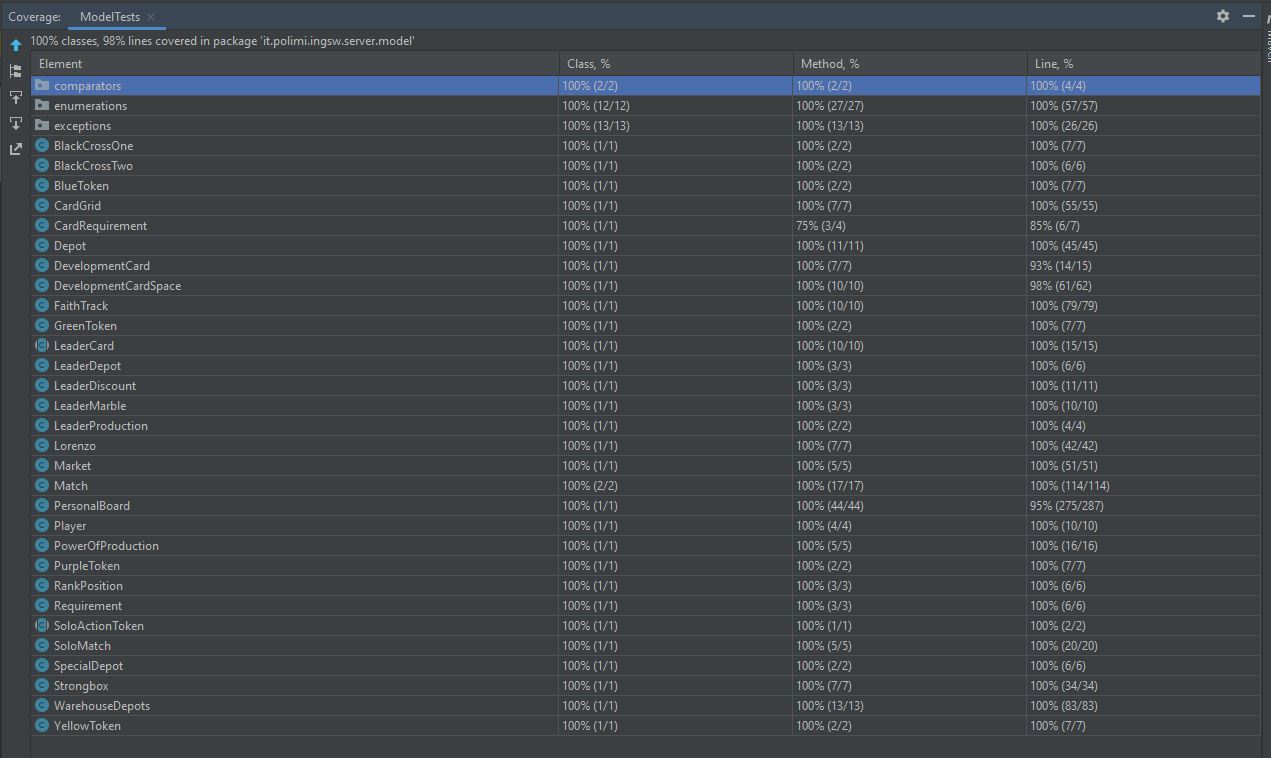 Coverage: ModelTests
100% classes, 98% lines covered in package 'it.polimi.ingsw.server.model'
Element Class, % Method, % Line, %
comparators 100% (2/2) 100% (2/2) 100% (4/4)
enumerations 100% (12/12) 100% (27/27) 100% (57/57)
exceptions 100% (13/13) 100% (13/13) 100% (26/26)
BlackCrossOne 100% (1/1) 100% (2/2) 100% (7/7)
BlackCrossTwo 100% (1/1) 100% (2/2) 100% (6/6)
BlueToken 100% (1/1) 100% (2/2) 100% (7/7)
CardGrid 100% (1/1) 100% (7/7) 100% (55/55)
CardRequirement 100% (1/1) 75% (3/4) 85% (6/7)
Depot 100% (1/1) 100% (11/11) 100% (45/45)
DevelopmentCard 100% (1/1) 100% (7/7) 93% (14/15)
DevelopmentCardSpace 100% (1/1) 100% (10/10) 98% (61/62)
FaithTrack 100% (1/1) 100% (10/10) 100% (79/79)
GreenToken 100% (1/1) 100% (2/2) 100% (7/7)
LeaderCard 100% (1/1) 100% (10/10) 100% (15/15)
LeaderDepot 100% (1/1) 100% (3/3) 100% (6/6)
LeaderDiscount 100% (1/1) 100% (3/3) 100% (11/11)
LeaderMarble 100% (1/1) 100% (3/3) 100% (10/10)
LeaderProduction 100% (1/1) 100% (2/2) 100% (4/4)
Lorenzo 100% (1/1) 100% (7/7) 100% (42/42)
Market 100% (1/1) 100% (5/5) 100% (51/51)
Match 100% (2/2) 100% (17/17) 100% (114/114)
PersonalBoard 100% (1/1) 100% (44/44) 95% (275/287)
Player 100% (1/1) 100% (4/4) 100% (10/10)
PowerOfProduction 100% (1/1) 100% (5/5) 100% (16/16)
PurpleToken 100% (1/1) 100% (2/2) 100% (7/7)
RankPosition 100% (1/1) 100% (3/3) 100% (6/6)
Requirement 100% (1/1) 100% (3/3) 100% (6/6)
SoloActionToken 100% (1/1) 100% (1/1) 100% (2/2)
SoloMatch 100% (1/1) 100% (5/5) 100% (20/20)
SpecialDepot 100% (1/1) 100% (2/2) 100% (6/6)
Strongbox 100% (1/1) 100% (7/7) 100% (34/34)
WarehouseDepots 100% (1/1) 100% (13/13) 100% (83/83)
YellowToken 100% (1/1) 100% (2/2) 100% (7/7)